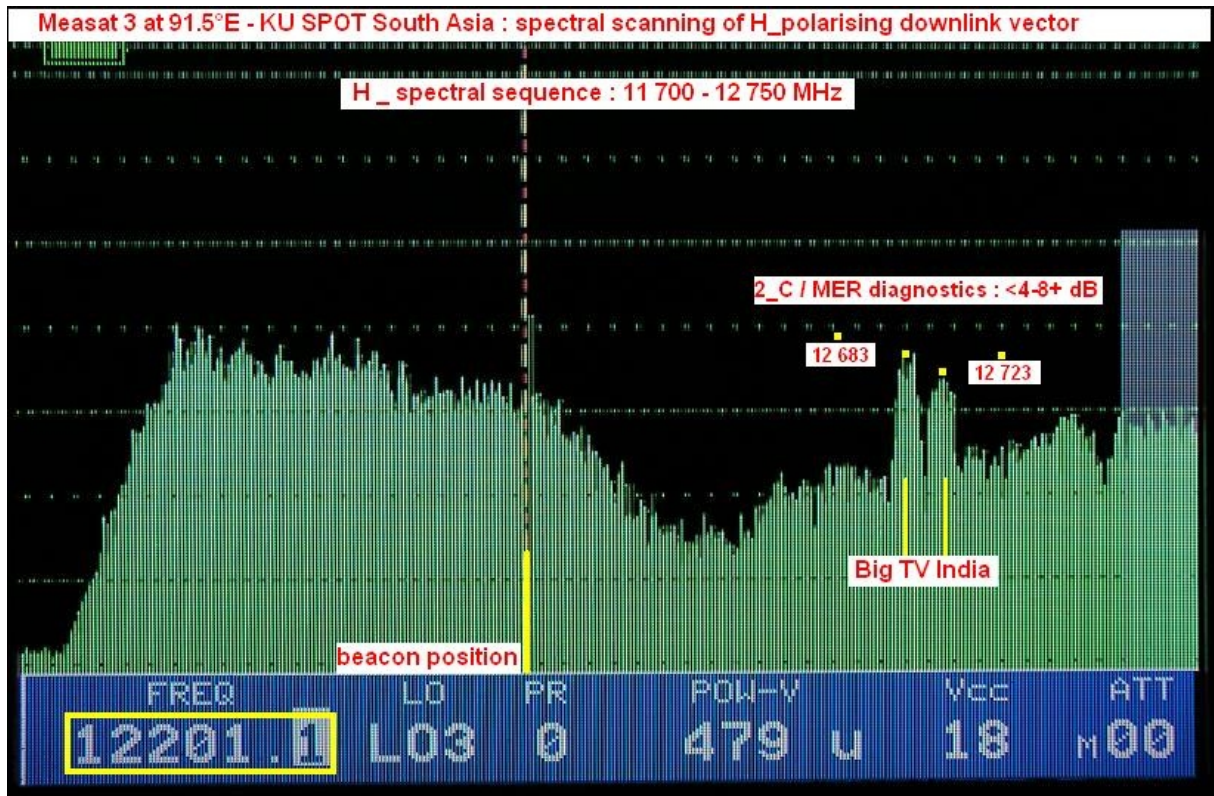 Measat 3 at 91.5°E - KU SPOT South Asia : spectral scanning of H_polarising downlink vector
H _ spectral sequence : 11 700 - 12 750 MHz
2_C / MER diagnostics : <4-8+ dB
12 683
12 723
Big TV India
beacon position
FREQ LO PR POW-V Vcc ATT
12201.1 LO3 0 479 u 18 M00